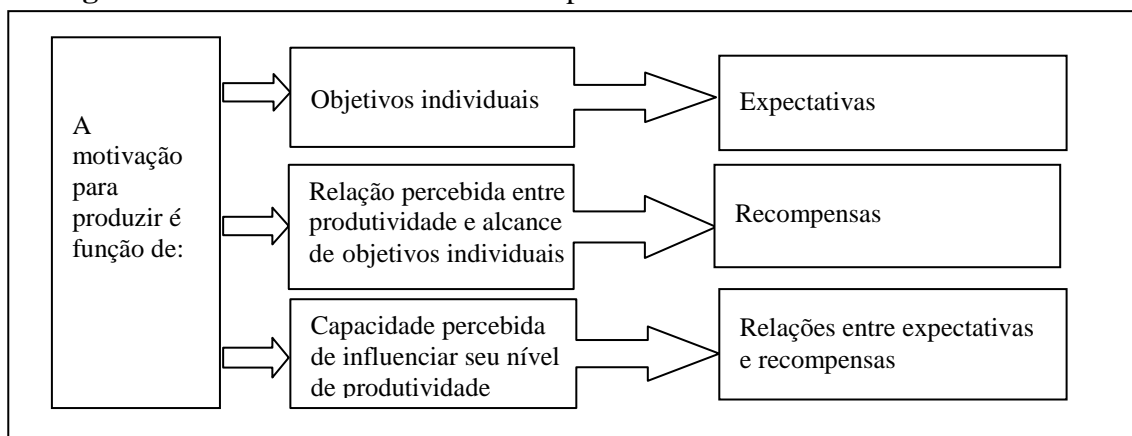 A
motivação
para
produzir é
função de:
Objetivos individuais
Expectativas
Relação percebida entre
produtividade e alcance
de objetivos individuais
Recompensas
Capacidade percebida
de influenciar seu nível
de produtividade
Relações entre expectativas
e recompensas